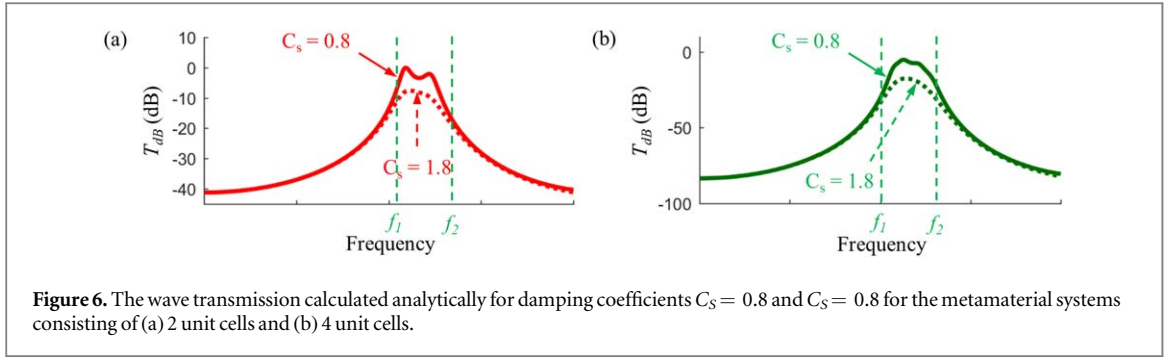 (a)
10
0
-10
-20
-30
-40
T_dB (dB)
C_s = 0.8
C_s = 1.8
f_1
f_2
Frequency
(b)
0
-50
-100
T_dB (dB)
C_s = 0.8
C_s = 1.8
f_1
f_2
Frequency
Figure 6. The wave transmission calculated analytically for damping coefficients C_S = 0.8 and C_S = 0.8 for the metamaterial systems
consisting of (a) 2 unit cells and (b) 4 unit cells.